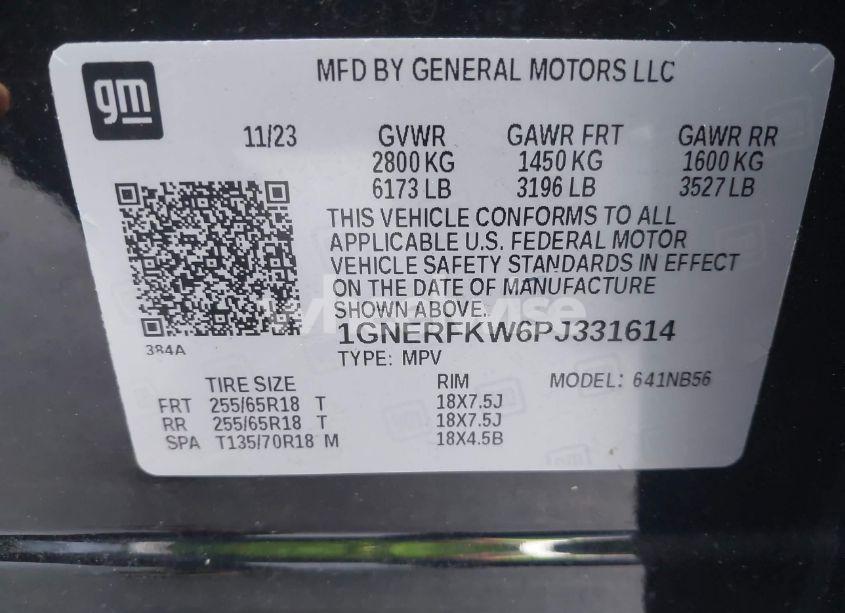 gm
MFD BY GENERAL MOTORS LLC
11/23 GVWR GAWR FRT GAWR RR
2800 KG 1450 KG 1600 KG
6173 LB 3196 LB 3527 LB
THIS VEHICLE CONFORMS TO ALL
APPLICABLE U.S. FEDERAL MOTOR
VEHICLE SAFETY STANDARDS IN EFFECT
ON THE DATE OF MANUFACTURE
SHOWN ABOVE.
1GNERFKW6PJ331614
384A
TYPE: MPV
TIRE SIZE RIM MODEL: 641NB56
FRT 255/65R18 T 18X7.5J
RR 255/65R18 T 18X7.5J
SPA T135/70R18 M 18X4.5B